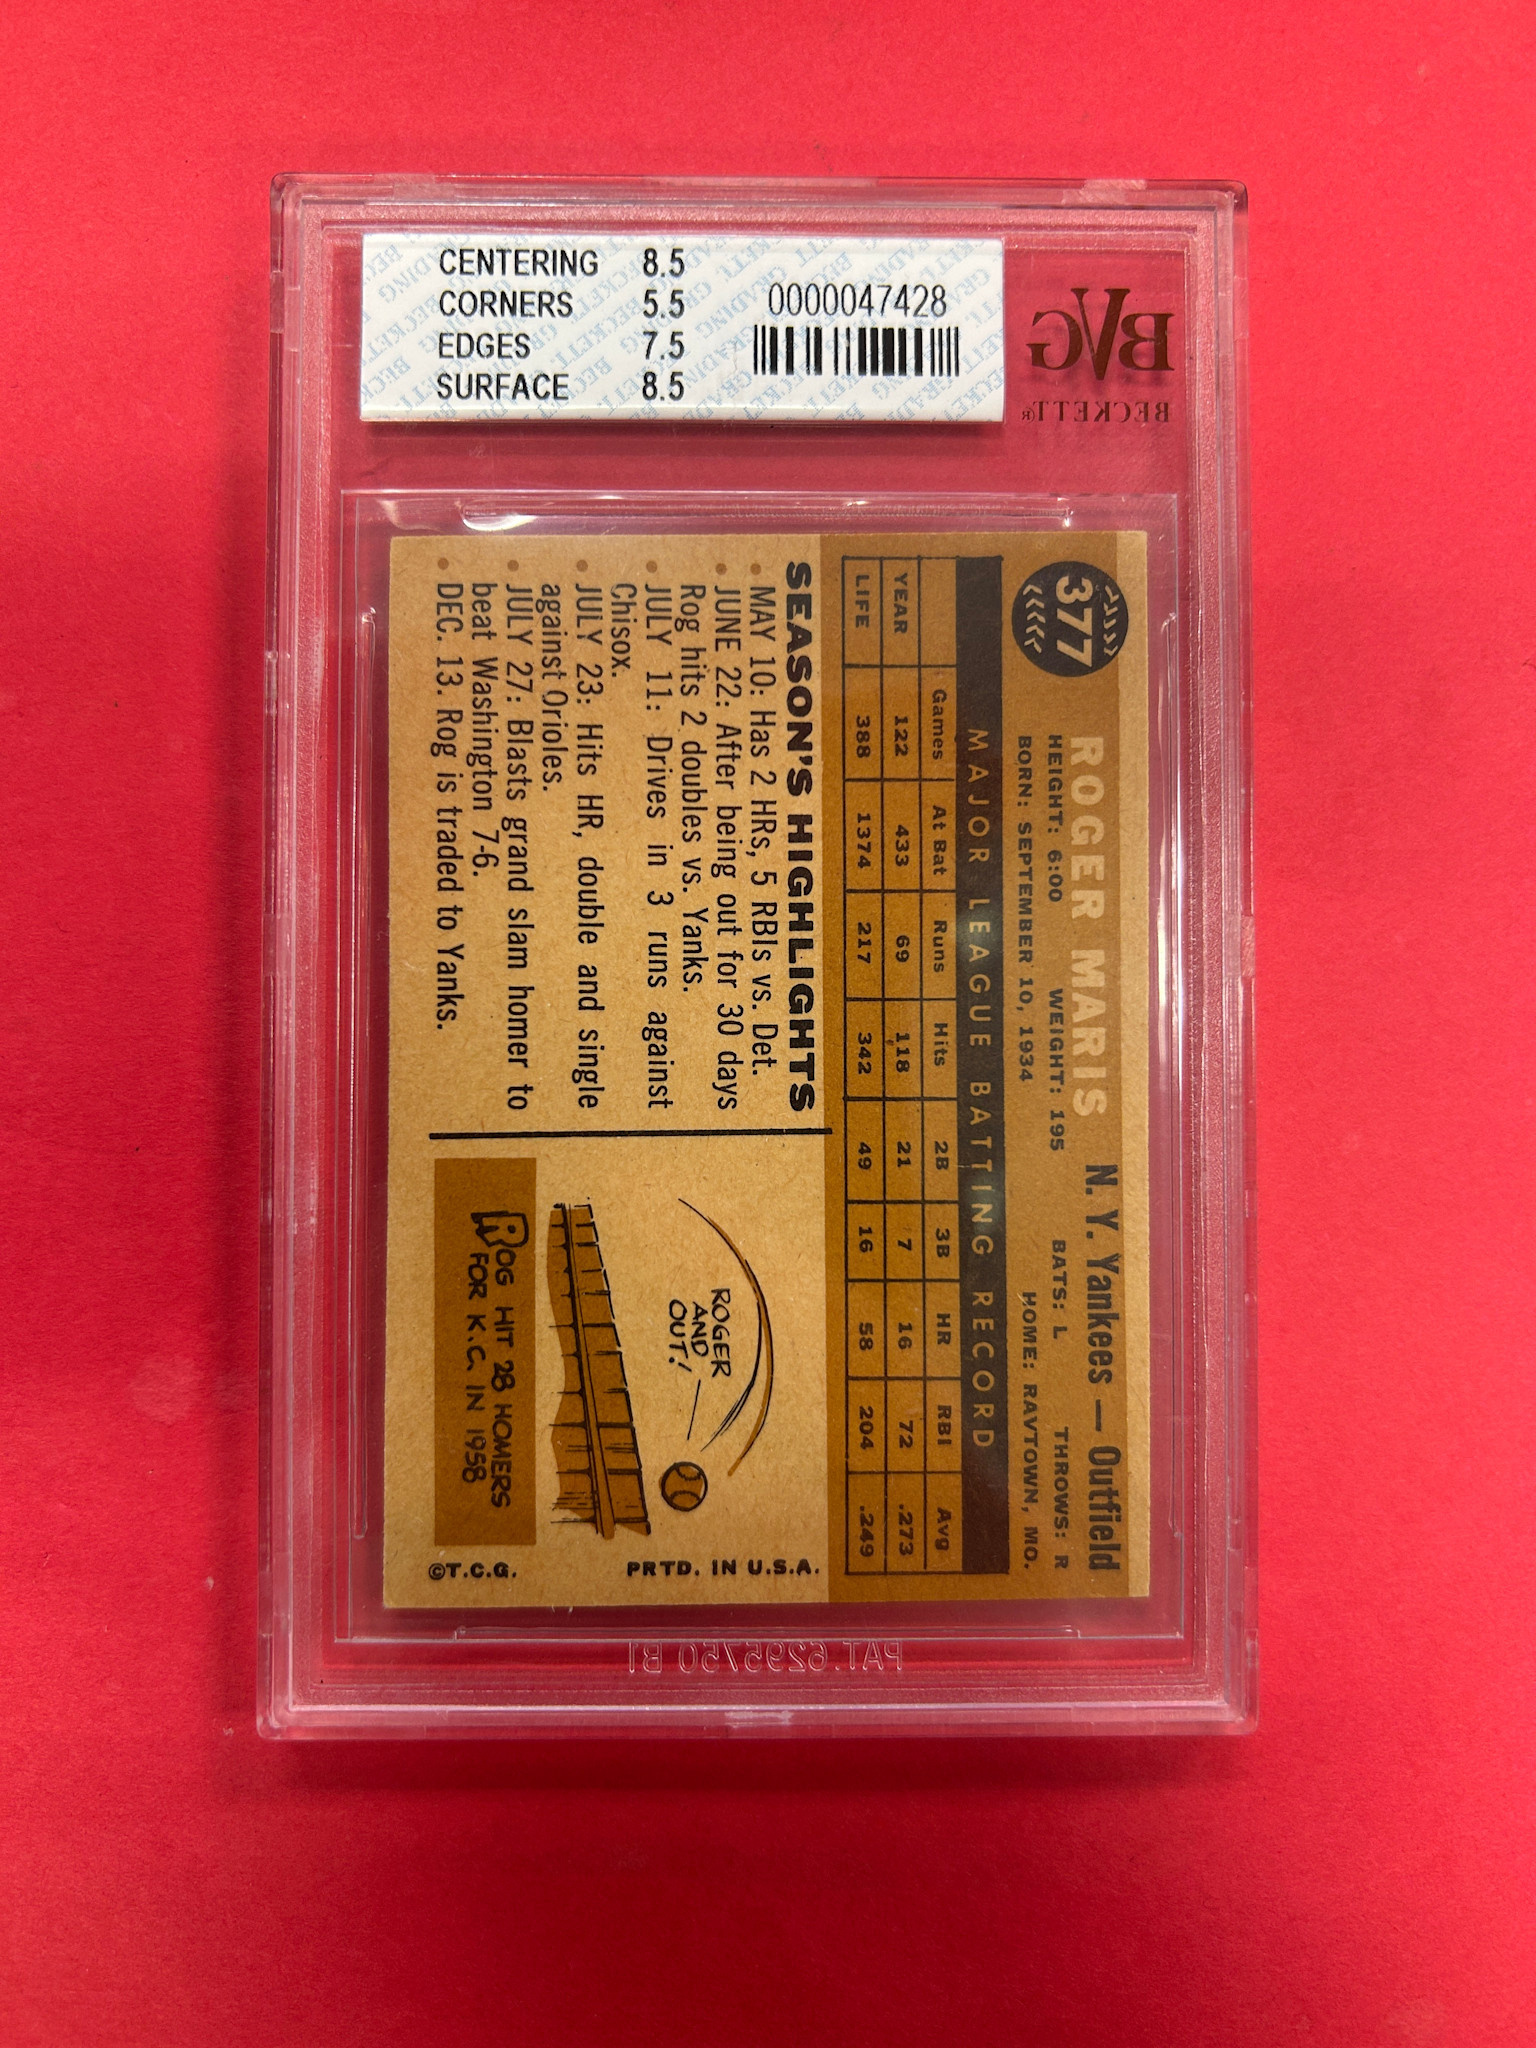 CENTERING 8.5
CORNERS 5.5
EDGES 7.5
SURFACE 8.5
0000047428
BVG
BECKETT®
377
ROGER MARIS
N. Y. Yankees — Outfield
HEIGHT: 6:00 WEIGHT: 195 BATS: L THROWS: R
BORN: SEPTEMBER 10, 1934 HOME: RAVTOWN, MO.
MAJOR LEAGUE BATTING RECORD
Games At Bat Runs Hits 2B 3B HR RBI Avg
YEAR 122 433 69 118 21 7 16 72 .273
LIFE 388 1374 217 342 49 16 58 204 .249
SEASON'S HIGHLIGHTS
• MAY 10: Has 2 HRs, 5 RBIs vs. Det.
• JUNE 22: After being out for 30 days
Rog hits 2 doubles vs. Yanks.
• JULY 11: Drives in 3 runs against
Chisox.
• JULY 23: Hits HR, double and single
against Orioles.
• JULY 27: Blasts grand slam homer to
beat Washington 7-6.
• DEC. 13. Rog is traded to Yanks.
ROGER
AND
OUT!
ROG HIT 28 HOMERS
FOR K.C. IN 1958
©T.C.G.
PRTD. IN U.S.A.
PAT. 6295750 B1